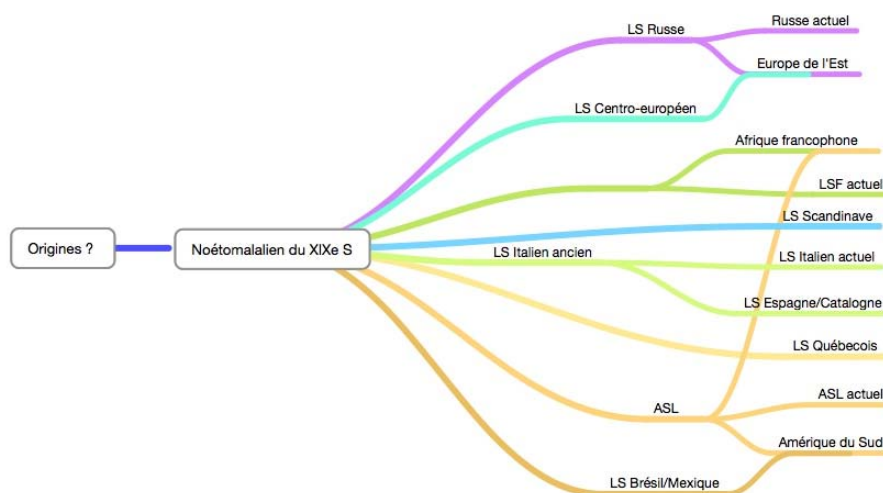 Russe actuel
LS Russe
Europe de l'Est
LS Centro-européen
Afrique francophone
LSF actuel
LS Scandinave
Origines ?
Noétomalalien du XIXe S
LS Italien ancien
LS Italien actuel
LS Espagne/Catalogne
LS Québecois
ASL actuel
ASL
Amérique du Sud
LS Brésil/Mexique